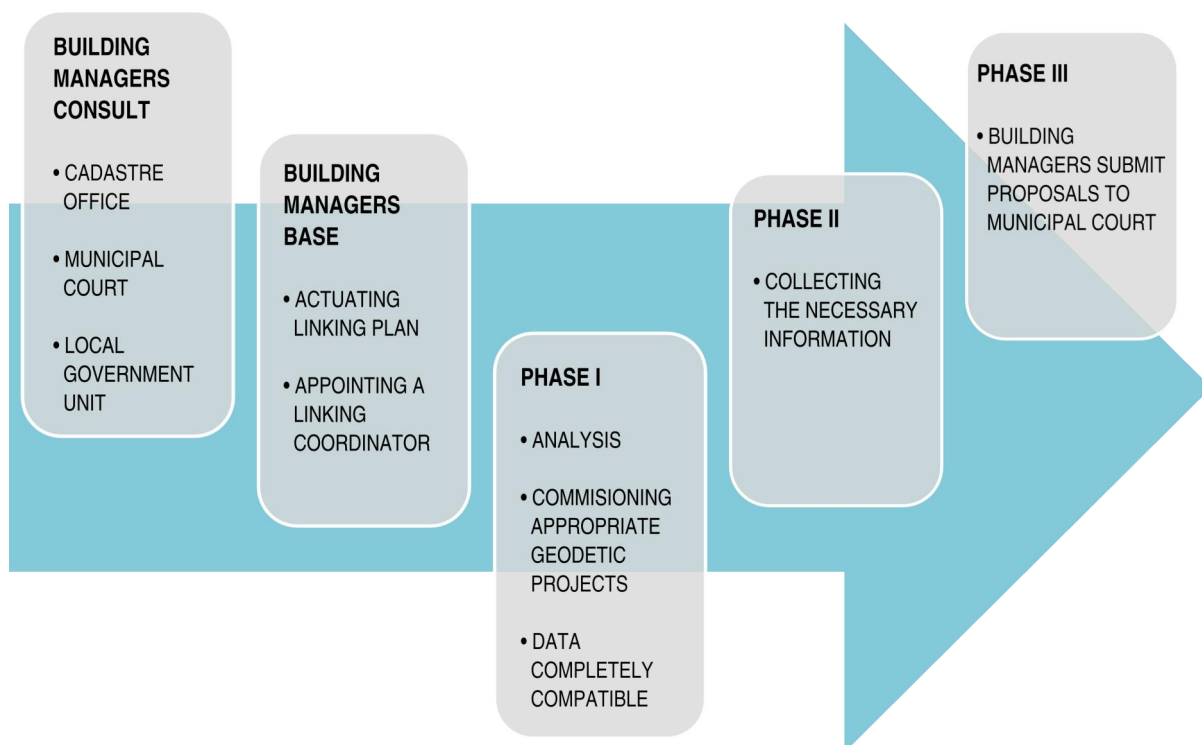 BUILDING
MANAGERS
CONSULT
• CADASTRE
OFFICE
• MUNICIPAL
COURT
• LOCAL
GOVERNMENT
UNIT
BUILDING
MANAGERS
BASE
• ACTUATING
LINKING PLAN
• APPOINTING A
LINKING
COORDINATOR
PHASE I
• ANALYSIS
• COMMISIONING
APPROPRIATE
GEODETIC
PROJECTS
• DATA
COMPLETELY
COMPATIBLE
PHASE II
• COLLECTING
THE NECESSARY
INFORMATION
PHASE III
• BUILDING
MANAGERS SUBMIT
PROPOSALS TO
MUNICIPAL COURT